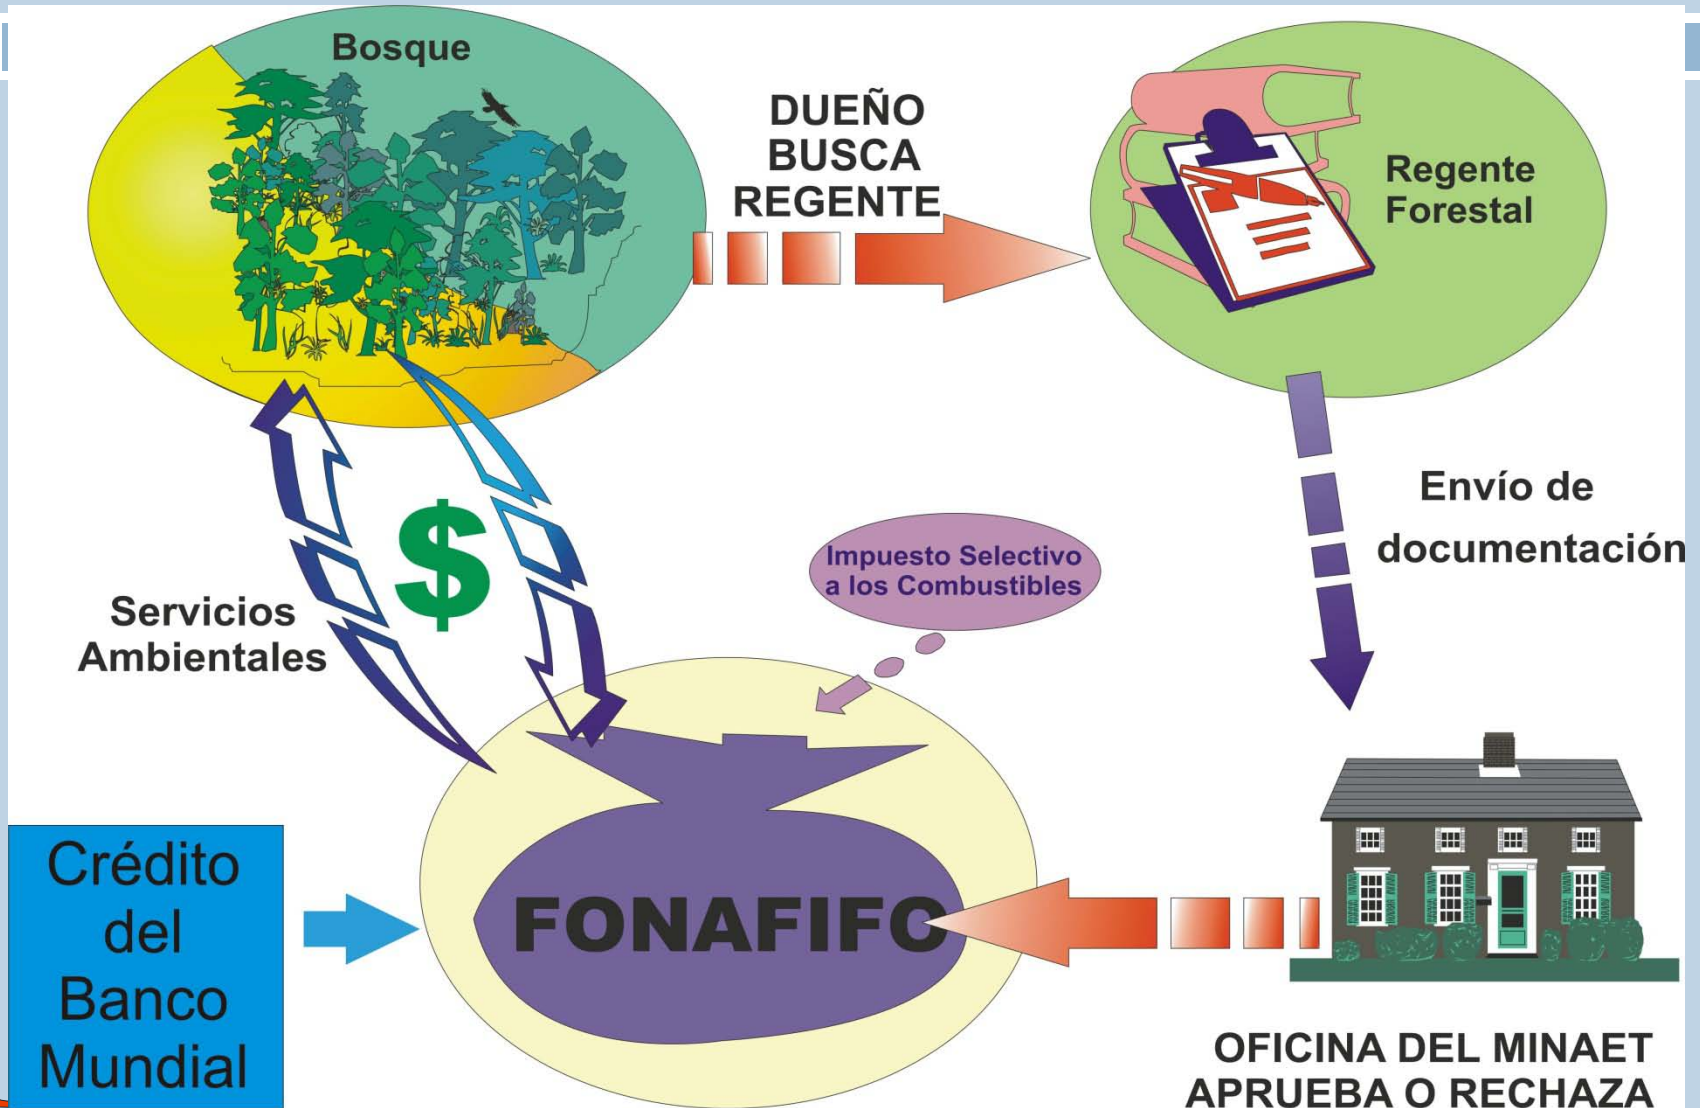 Bosque
DUEÑO
BUSCA
REGENTE
Regente
Forestal
Envío de
documentación
$
Impuesto Selectivo
a los Combustibles
Servicios
Ambientales
Crédito
del
Banco
Mundial
FONAFIFO
OFICINA DEL MINAET
APRUEBA O RECHAZA